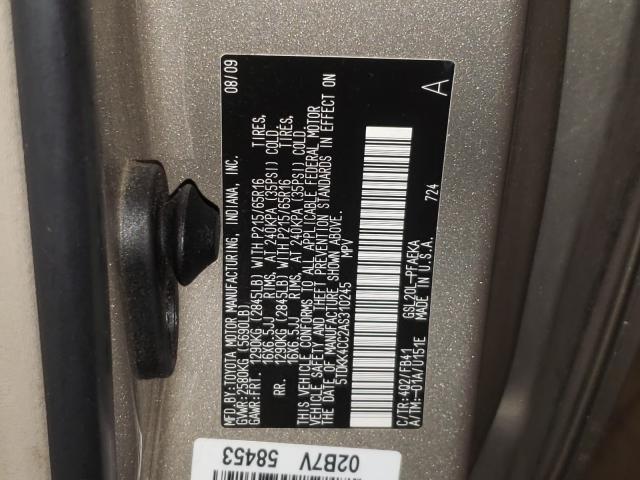 MFD.BY:TOYOTA MOTOR MANUFACTURING, INDIANA, INC. 08/09
GVWR:2580KG (5690LB)
GAWR:FRT. 1290KG (2845LB) WITH P215/65R16 TIRES,
16X6.5JJ RIMS, AT 240KPA (35PSI) COLD.
RR. 1290KG (2845LB) WITH P215/65R16 TIRES,
16X6.5JJ RIMS, AT 240KPA (35PSI) COLD.
THIS VEHICLE CONFORMS TO ALL APPLICABLE FEDERAL MOTOR
VEHICLE SAFETY AND THEFT PREVENTION STANDARDS IN EFFECT ON
THE DATE OF MANUFACTURE SHOWN ABOVE.
5TDKK4CC2AS310245 MPV
C/TR:4Q27FB41 GSL20L-PFAEKA 724
A/TM:-01A/U151E MADE IN U.S.A. A
02B7V
58453